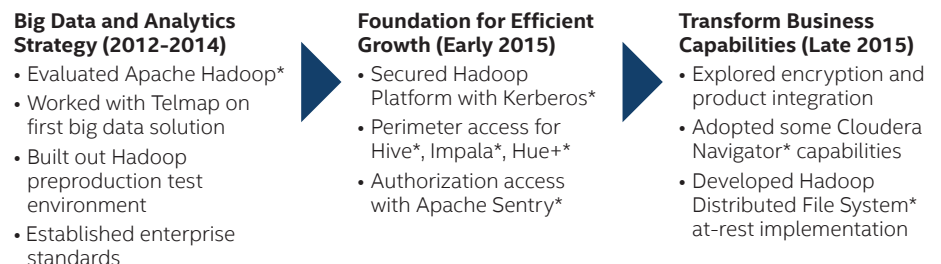 Big Data and Analytics
Strategy (2012-2014)
• Evaluated Apache Hadoop*
• Worked with Telmap on
first big data solution
• Built out Hadoop
preproduction test
environment
• Established enterprise
standards
Foundation for Efficient
Growth (Early 2015)
• Secured Hadoop
Platform with Kerberos*
• Perimeter access for
Hive*, Impala*, Hue+*
• Authorization access
with Apache Sentry*
Transform Business
Capabilities (Late 2015)
• Explored encryption and
product integration
• Adopted some Cloudera
Navigator* capabilities
• Developed Hadoop
Distributed File System*
at-rest implementation